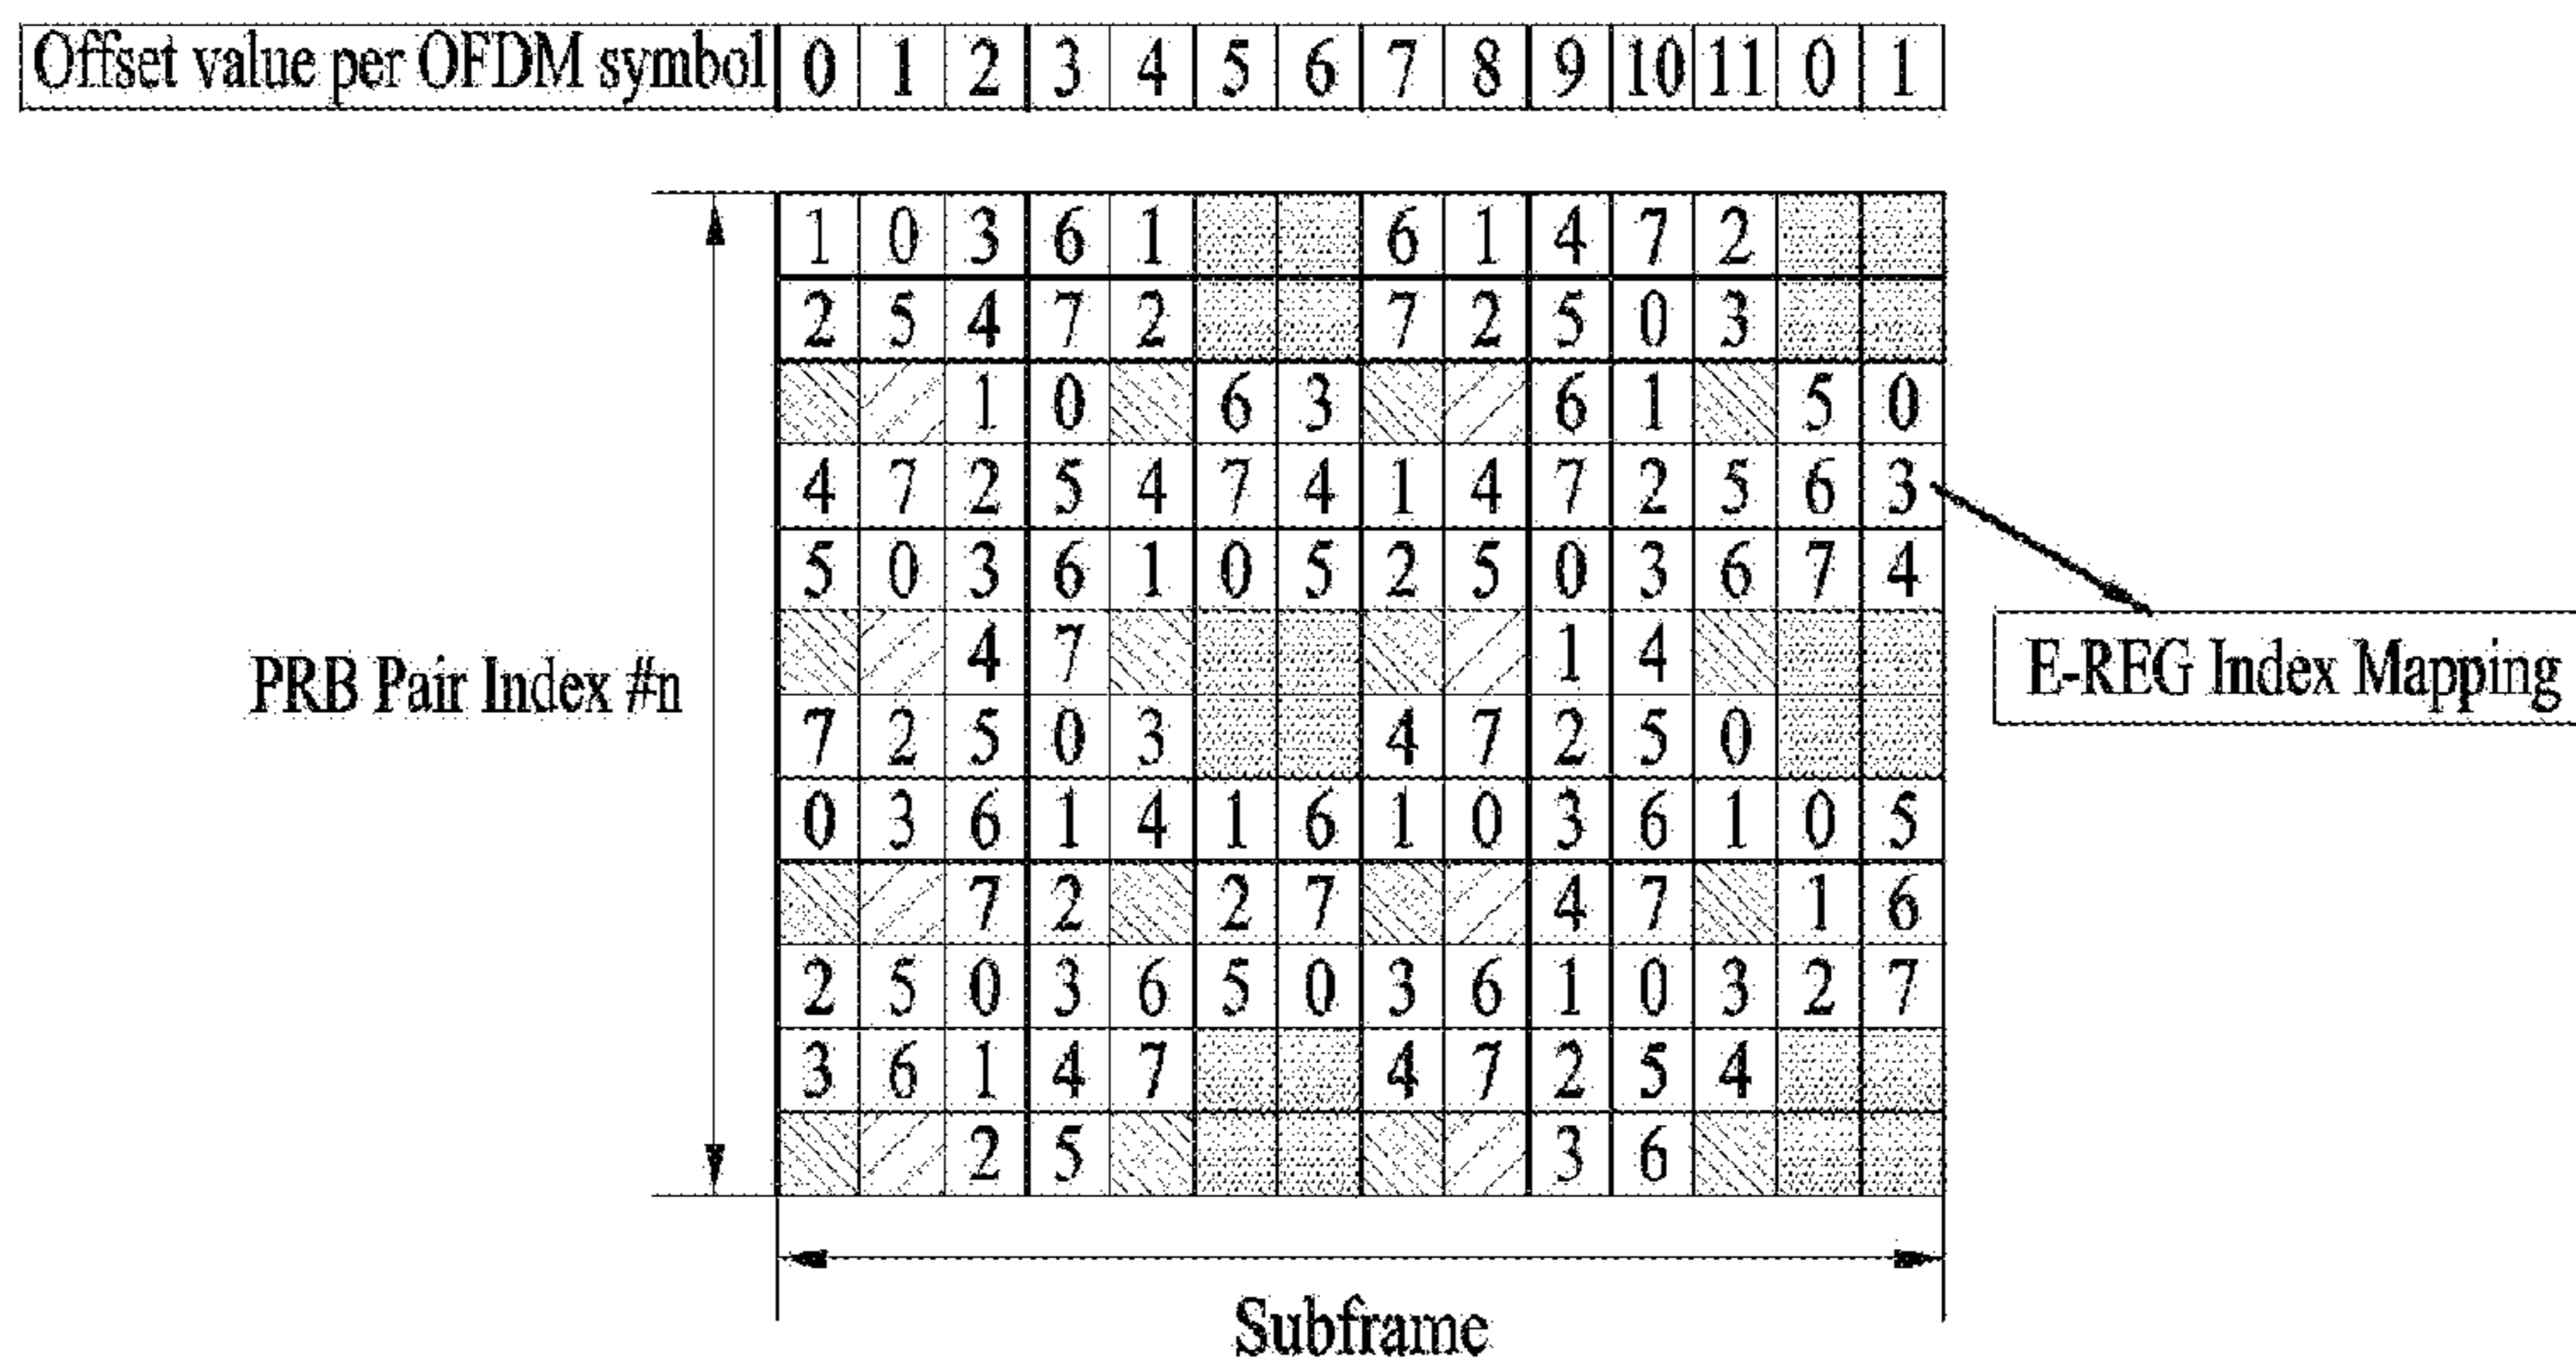 Offset value per OFDM symbol 0 1 2 3 4 5 6 7 8 9 10 11 0 1
1 0 3 6 1 6 1 4 7 2
2 5 4 7 2 7 2 5 0 3
1 0 6 3 6 1 5 0
4 7 2 5 4 7 4 1 4 7 2 5 6 3
5 0 3 6 1 0 5 2 5 0 3 6 7 4
4 7 1 4
PRB Pair Index #n
E-REG Index Mapping
7 2 5 0 3 4 7 2 5 0
0 3 6 1 4 1 6 1 0 3 6 1 0 5
7 2 2 7 4 7 1 6
2 5 0 3 6 5 0 3 6 1 0 3 2 7
3 6 1 4 7 4 7 2 5 4
2 5 3 6
Subframe